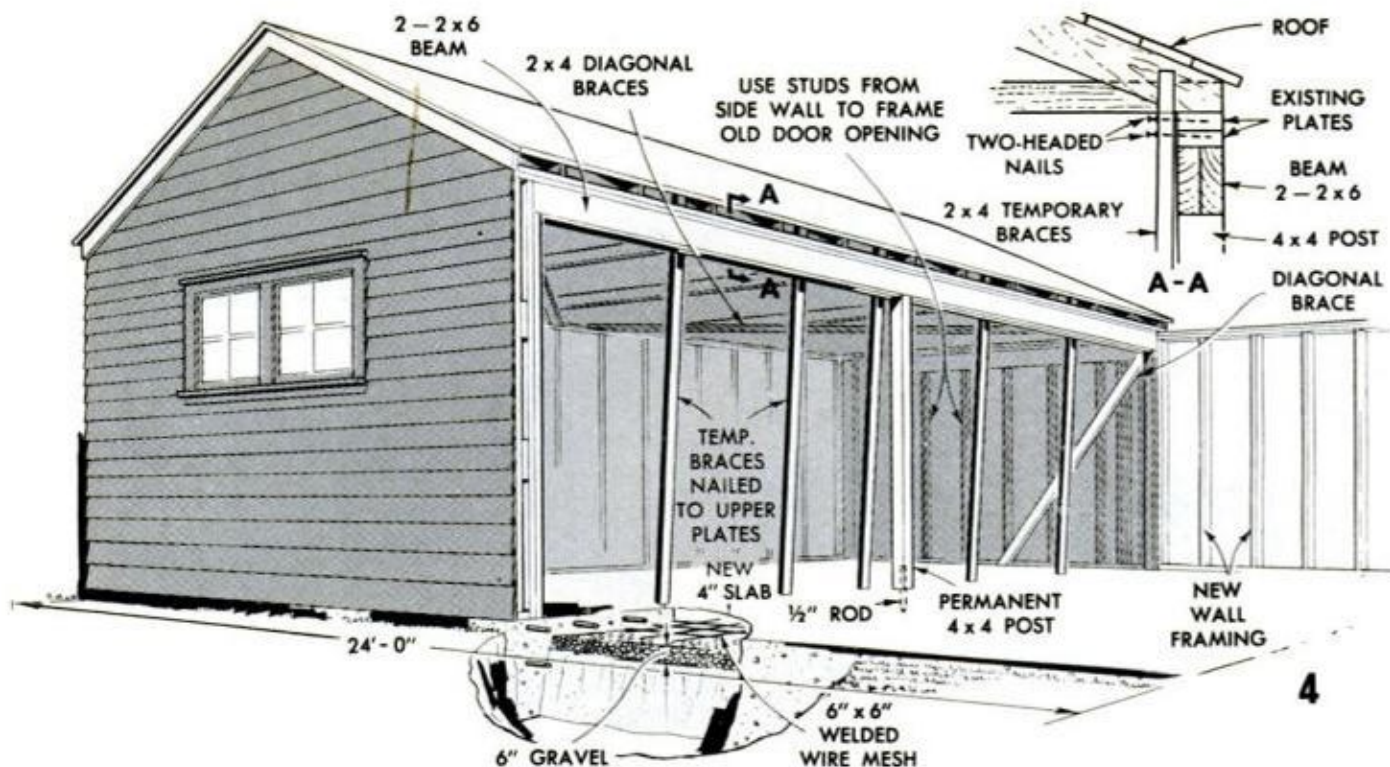 2 – 2 x 6
BEAM
2 x 4 DIAGONAL
BRACES
USE STUDS FROM
SIDE WALL TO FRAME
OLD DOOR OPENING
ROOF
EXISTING
PLATES
TWO-HEADED
NAILS
BEAM
2 – 2 x 6
2 x 4 TEMPORARY
BRACES
4 x 4 POST
A - A
DIAGONAL
BRACE
A
A
TEMP.
BRACES
NAILED
TO UPPER
PLATES
NEW
4" SLAB
½" ROD
PERMANENT
4 x 4 POST
NEW
WALL
FRAMING
24'- 0"
6" GRAVEL
6" x 6"
WELDED
WIRE MESH
4